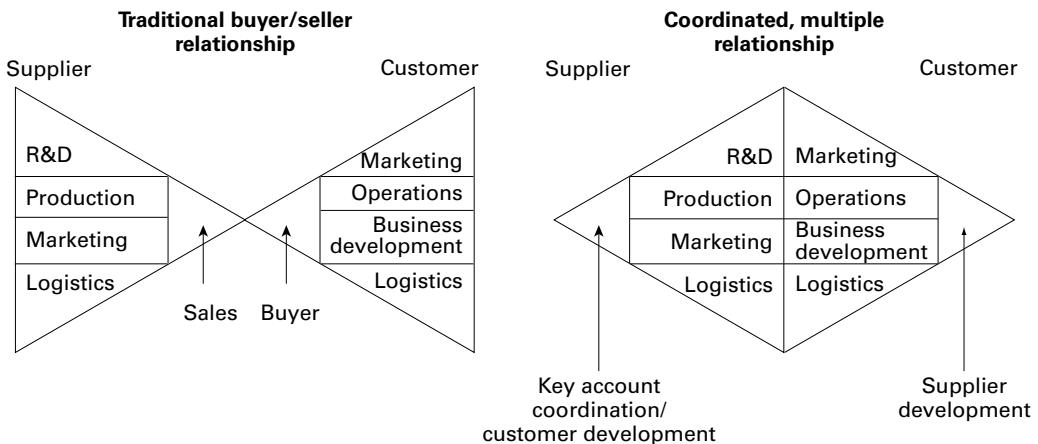 Traditional buyer/seller
relationship
Supplier
Customer
R&D
Production
Marketing
Logistics
Sales
Buyer
Marketing
Operations
Business
development
Logistics
Coordinated, multiple
relationship
Supplier
Customer
R&D
Marketing
Production
Operations
Marketing
Business
development
Logistics
Logistics
Key account
coordination/
customer development
Supplier
development